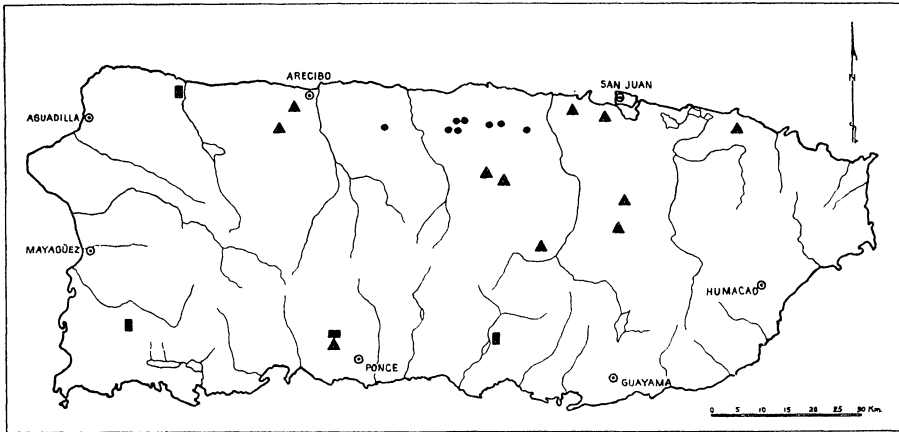 ARECIBO
SAN JUAN
N
AGUADILLA
MAYAGÜEZ
HUMACAO
PONCE
GUAYAMA
0 5 10 15 20 25 30 Km.